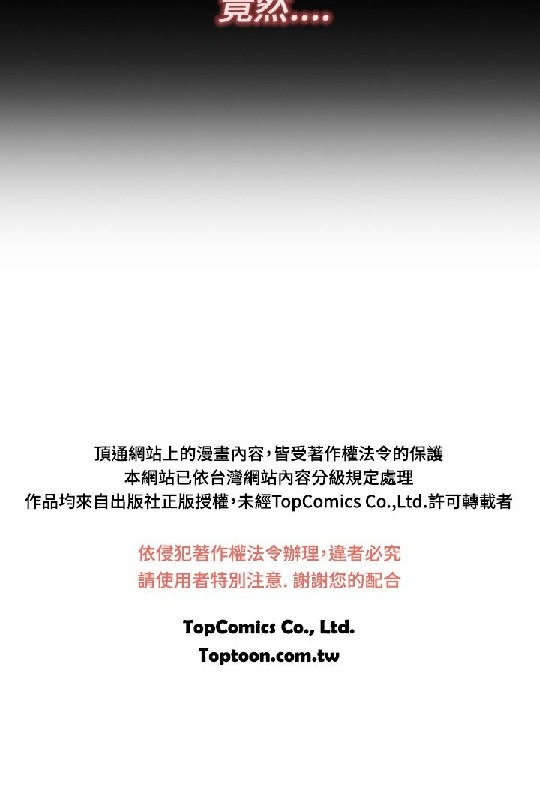 竟然....
頂通網站上的漫畫內容,皆受著作權法令的保護
本網站已依台灣網站內容分級規定處理
作品均來自出版社正版授權,未經TopComics Co.,Ltd.許可轉載者
依侵犯著作權法令辦理,違者必究
請使用者特別注意. 謝謝您的配合
TopComics Co., Ltd.
Toptoon.com.tw